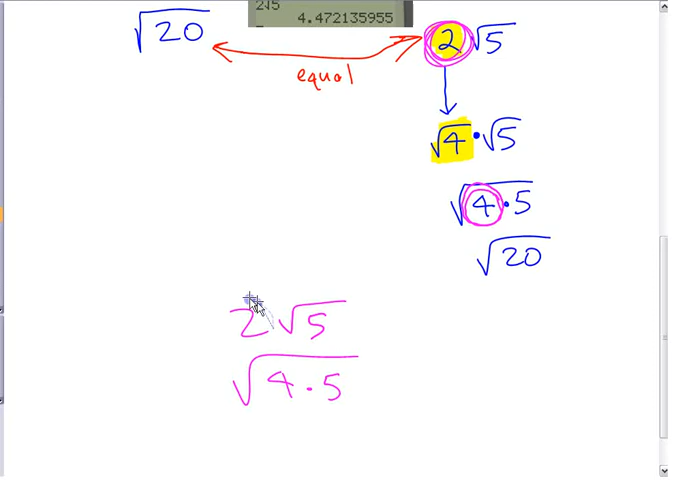 2√5
4.472135955
√20 2√5
equal
√4 · √5
√4 · 5
√20
2√5
√4 · 5